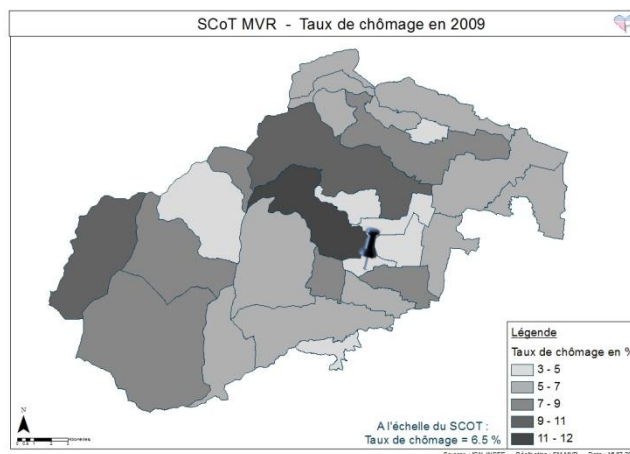 SCoT MVR - Taux de chômage en 2009
Légende
Taux de chômage en %
3 - 5
5 - 7
7 - 9
9 - 11
11 - 12
N
A l'échelle du SCOT :
Taux de chômage = 6.5 %